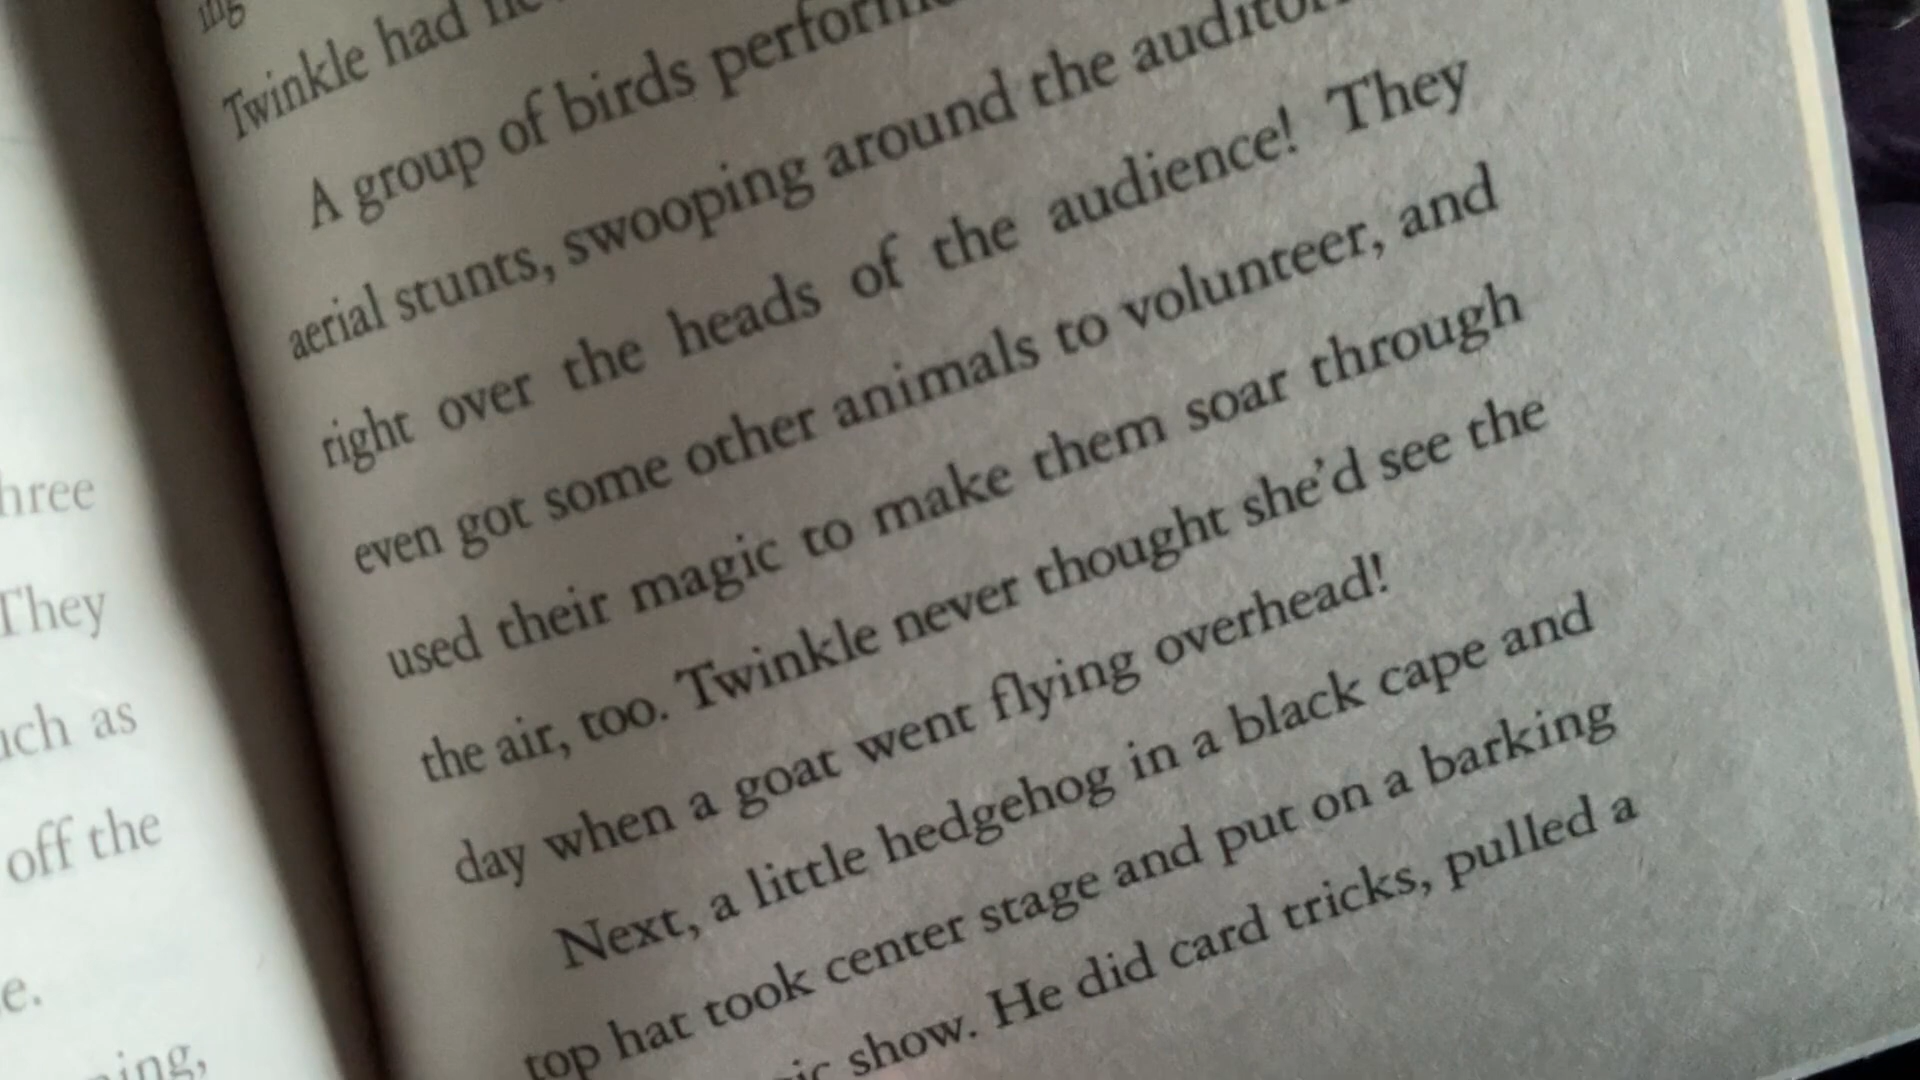 hree
They
as
off the
ing
Twinkle had
A group of birds
aerial stunts, swooping around the
right over the heads of the audience! They
even got some other animals to volunteer, and
used their magic to make them soar through
the air, too. Twinkle never thought she'd see the
day when a goat went flying overhead!
Next, a little hedgehog in a black cape and
top hat took center stage and put on a barking
show. He did card tricks, pulled a